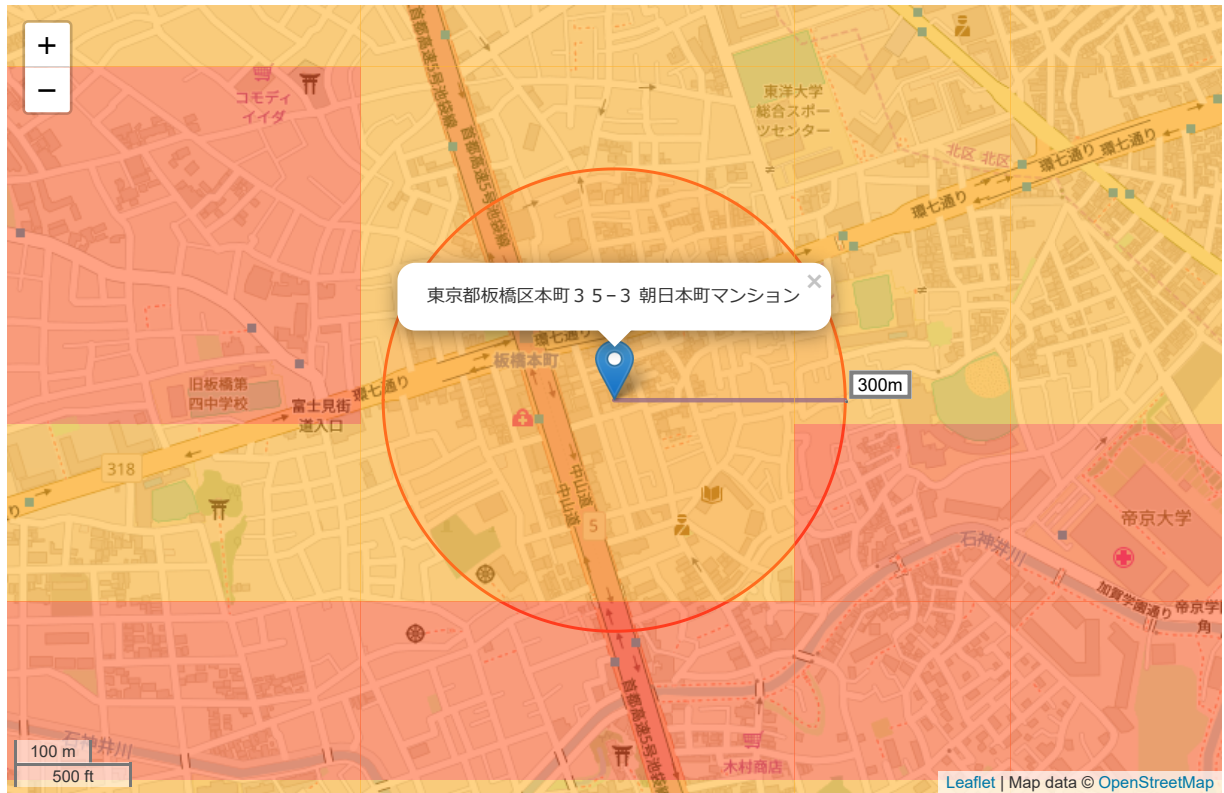 +
−
コモディ
イイダ
首都高速5号池袋線
首都高速5号池袋線
東洋大学
総合スポー
ツセンター
北区 北区
環七通り 環七通り
環七通り
東京都板橋区本町３５−３ 朝日本町マンション
×
環七通り
板橋本町
300m
環七通り
旧板橋第
四中学校
富士見街
道入口
318
中山道
中山道
5
帝京大学
石神井川
加賀学園通り
帝京学園
角
首都高速5号池袋線
石神井川
木村商店
100 m
500 ft
Leaflet | Map data © OpenStreetMap